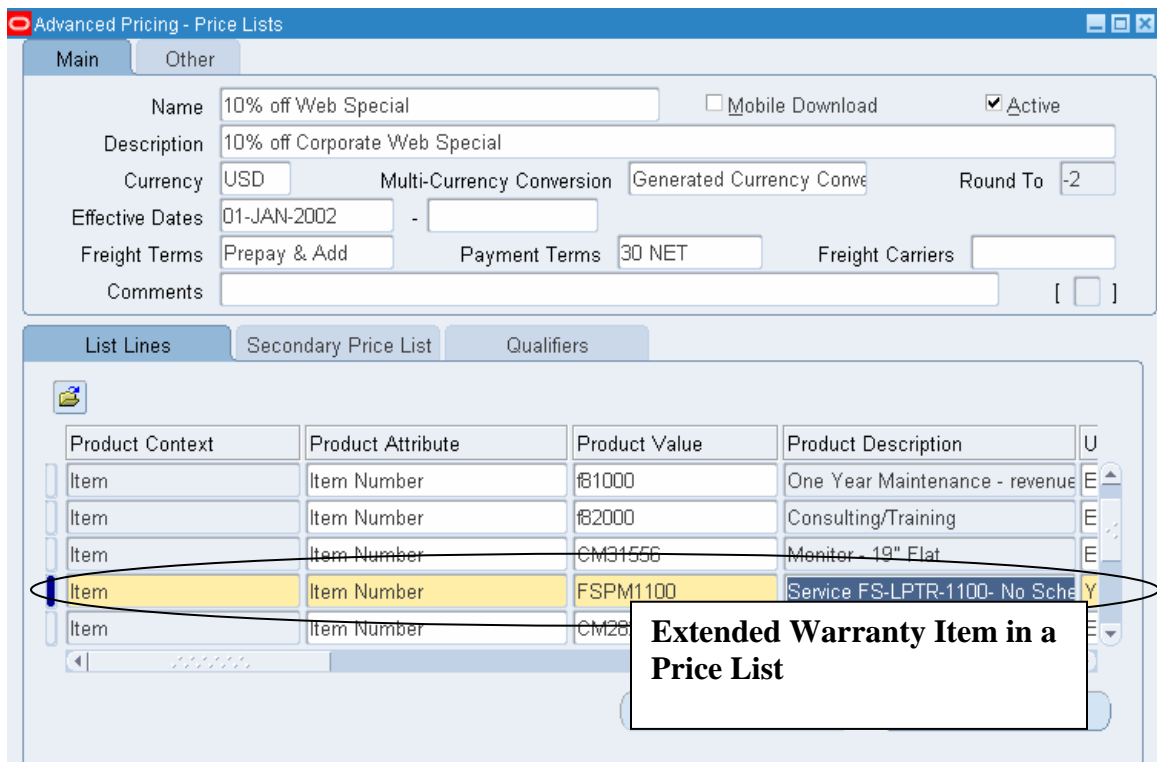 Advanced Pricing - Price Lists
Main Other
Name 10% off Web Special Mobile Download Active
Description 10% off Corporate Web Special
Currency USD Multi-Currency Conversion Generated Currency Conve Round To -2
Effective Dates 01-JAN-2002 -
Freight Terms Prepay & Add Payment Terms 30 NET Freight Carriers
Comments [ ]
List Lines Secondary Price List Qualifiers
Product Context Product Attribute Product Value Product Description U
Item Item Number f81000 One Year Maintenance - revenue E
Item Item Number f82000 Consulting/Training E
Item Item Number CM31556 Monitor - 19" Flat E
Item Item Number FSPM1100 Service FS-LPTR-1100- No Sche Y
Item Item Number CM28 E
Extended Warranty Item in a
Price List